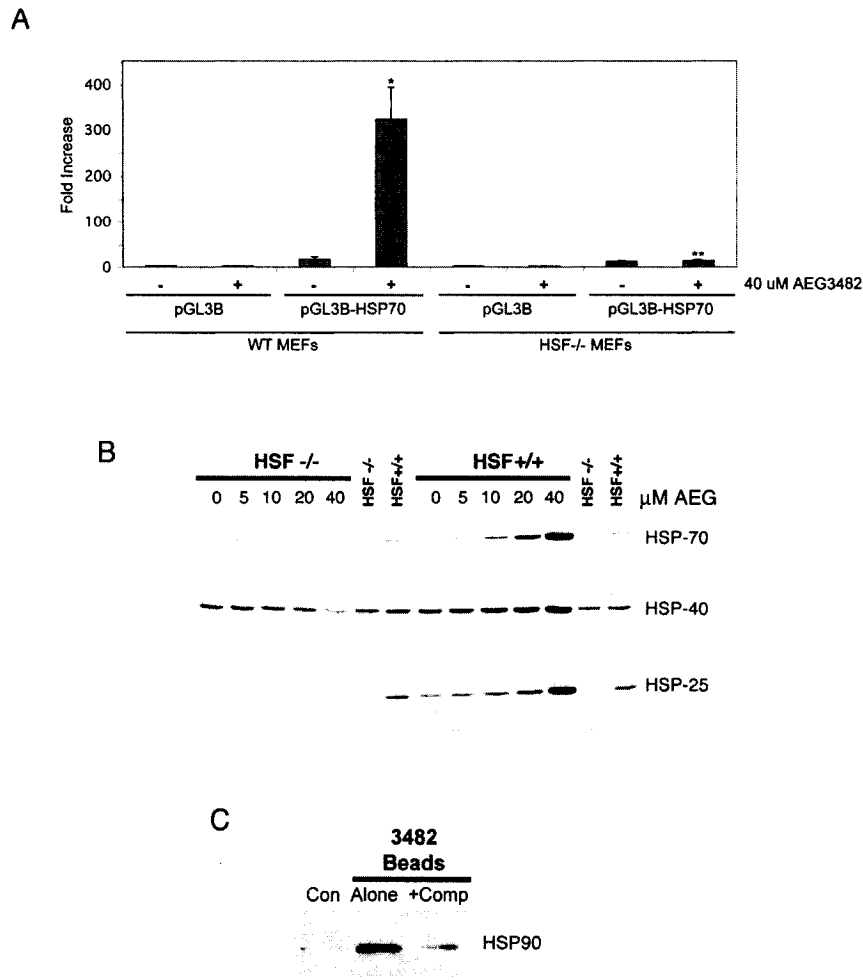 A
400
300
200
100
0
Fold Increase
*
**
- + - + - + - + 40 uM AEG3482
pGL3B pGL3B-HSP70 pGL3B pGL3B-HSP70
WT MEFs HSF-/- MEFs
B
HSF -/- HSF -/- HSF+/+ HSF+/+ HSF -/- HSF+/+
0 5 10 20 40 0 5 10 20 40 μM AEG
HSP-70
HSP-40
HSP-25
C
3482
Beads
Con Alone +Comp
HSP90